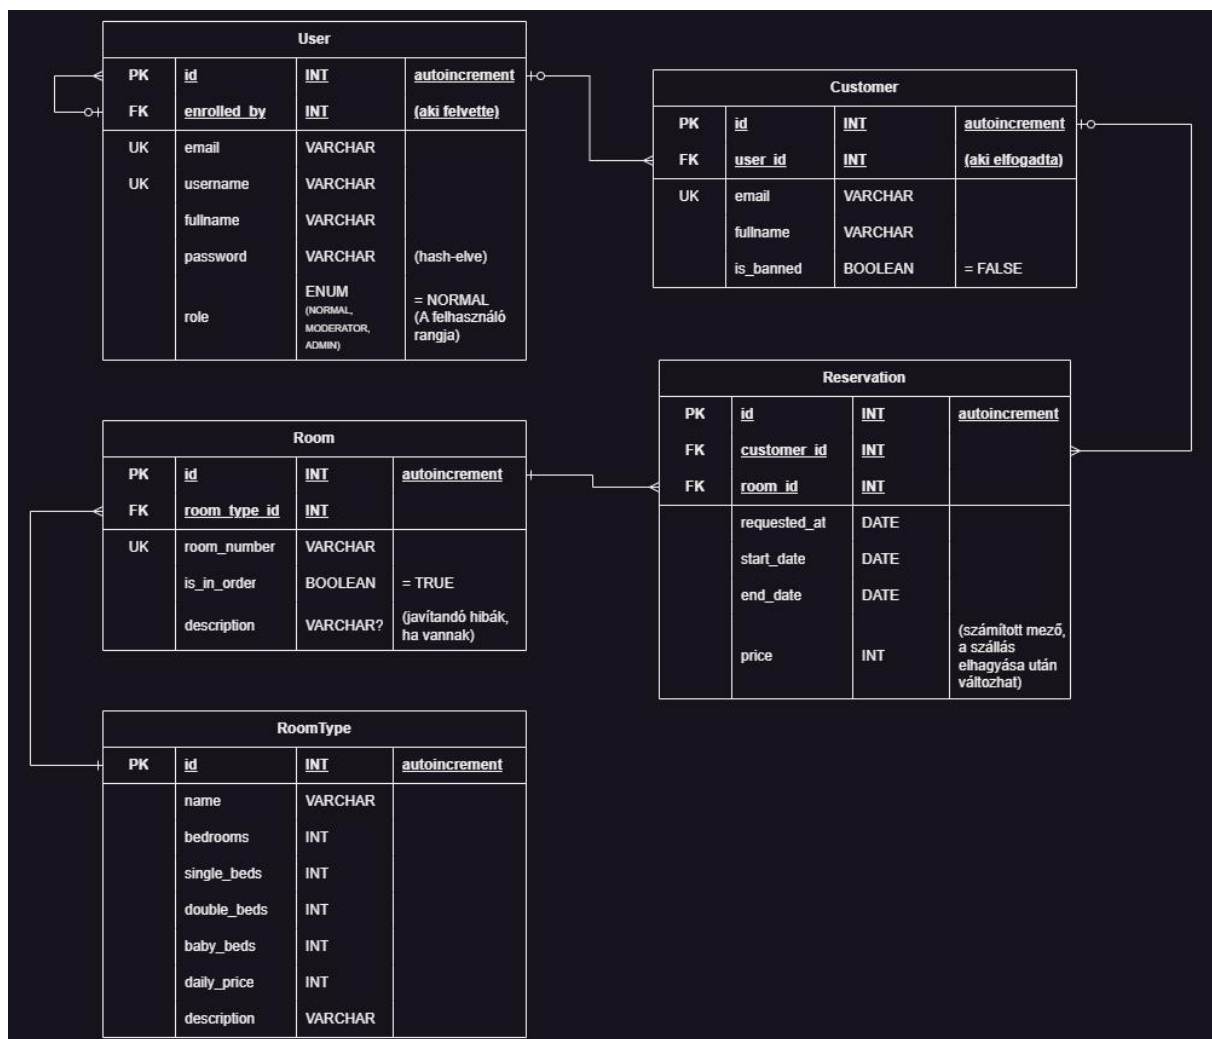 User
PK id INT autoincrement
FK enrolled_by INT (aki felvette)
UK email VARCHAR
UK username VARCHAR
fullname VARCHAR
password VARCHAR (hash-elve)
role ENUM
(NORMAL,
MODERATOR,
ADMIN)
= NORMAL
(A felhasználó
rangja)
Customer
PK id INT autoincrement
FK user_id INT (aki elfogadta)
UK email VARCHAR
fullname VARCHAR
is_banned BOOLEAN = FALSE
Room
PK id INT autoincrement
FK room_type_id INT
UK room_number VARCHAR
is_in_order BOOLEAN = TRUE
description VARCHAR? (javítandó hibák,
ha vannak)
Reservation
PK id INT autoincrement
FK customer_id INT
FK room_id INT
requested_at DATE
start_date DATE
end_date DATE
price INT (számított mező,
a szállás
elhagyása után
változhat)
RoomType
PK id INT autoincrement
name VARCHAR
bedrooms INT
single_beds INT
double_beds INT
baby_beds INT
daily_price INT
description VARCHAR